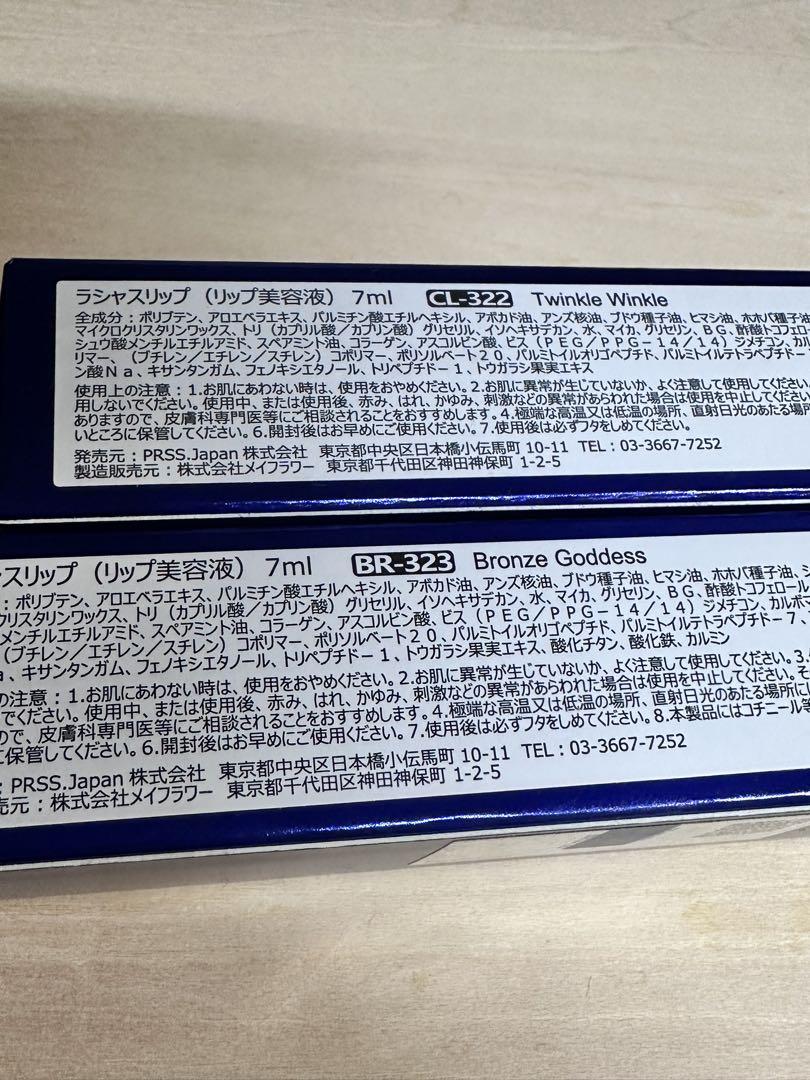 ラシャスリップ（リップ美容液） 7ml CL-322 Twinkle Winkle
全成分：ポリブテン、アロエベラエキス、パルミチン酸エチルヘキシル、アボカド油、アンズ核油、ブドウ種子油、ヒマシ油、ホホバ種子油
マイクロクリスタリンワックス、トリ（カプリル酸／カプリン酸）グリセリル、イソヘキサデカン、水、マイカ、グリセリン、ＢＧ、酢酸トコフェロ
シュウ酸メンチルエチルアミド、スペアミント油、コラーゲン、アスコルビン酸、ビス（ＰＥＧ／ＰＰＧ－１４／１４）ジメチコン、カル
リマー、（ブチレン／エチレン／スチレン）コポリマー、ポリソルベート２０、パルミトイルオリゴペプチド、パルミトイルテトラペプチド－
ン酸Ｎａ、キサンタンガム、フェノキシエタノール、トリペプチド－１、トウガラシ果実エキス
使用上の注意：1.お肌にあわない時は、使用をおやめください。2.お肌に異常が生じていないか、よく注意して使用してください。
用しないでください。使用中、または使用後、赤み、はれ、かゆみ、刺激などの異常があらわれた場合は使用を中止してください
ありますので、皮膚科専門医等にご相談されることをおすすめします。4.極端な高温又は低温の場所、直射日光のあたる場所
いところに保管してください。6.開封後はお早めにご使用ください。7.使用後は必ずフタをしめてください。
発売元：PRSS.Japan 株式会社 東京都中央区日本橋小伝馬町 10-11 TEL：03-3667-7252
製造販売元：株式会社メイフラワー 東京都千代田区神田神保町 1-2-5
スリップ（リップ美容液） 7ml BR-323 Bronze Goddess
：ポリブテン、アロエベラエキス、パルミチン酸エチルヘキシル、アボカド油、アンズ核油、ブドウ種子油、ヒマシ油、ホホバ種子油、
クリスタリンワックス、トリ（カプリル酸／カプリン酸）グリセリル、イソヘキサデカン、水、マイカ、グリセリン、ＢＧ、酢酸トコフェロール
メンチルエチルアミド、スペアミント油、コラーゲン、アスコルビン酸、ビス（ＰＥＧ／ＰＰＧ－１４／１４）ジメチコン、カルボマ
（ブチレン／エチレン／スチレン）コポリマー、ポリソルベート２０、パルミトイルオリゴペプチド、パルミトイルテトラペプチド－７、
ａ、キサンタンガム、フェノキシエタノール、トリペプチド－１、トウガラシ果実エキス、酸化チタン、酸化鉄、カルミン
の注意：1.お肌にあわない時は、使用をおやめください。2.お肌に異常が生じていないか、よく注意して使用してください。3.
でください。使用中、または使用後、赤み、はれ、かゆみ、刺激などの異常があらわれた場合は使用を中止してください。そ
ので、皮膚科専門医等にご相談されることをおすすめします。4.極端な高温又は低温の場所、直射日光のあたる場所に
に保管してください。6.開封後はお早めにご使用ください。7.使用後は必ずフタをしめてください。8.本製品にはコチニール等
：PRSS.Japan 株式会社 東京都中央区日本橋小伝馬町 10-11 TEL：03-3667-7252
売元：株式会社メイフラワー 東京都千代田区神田神保町 1-2-5